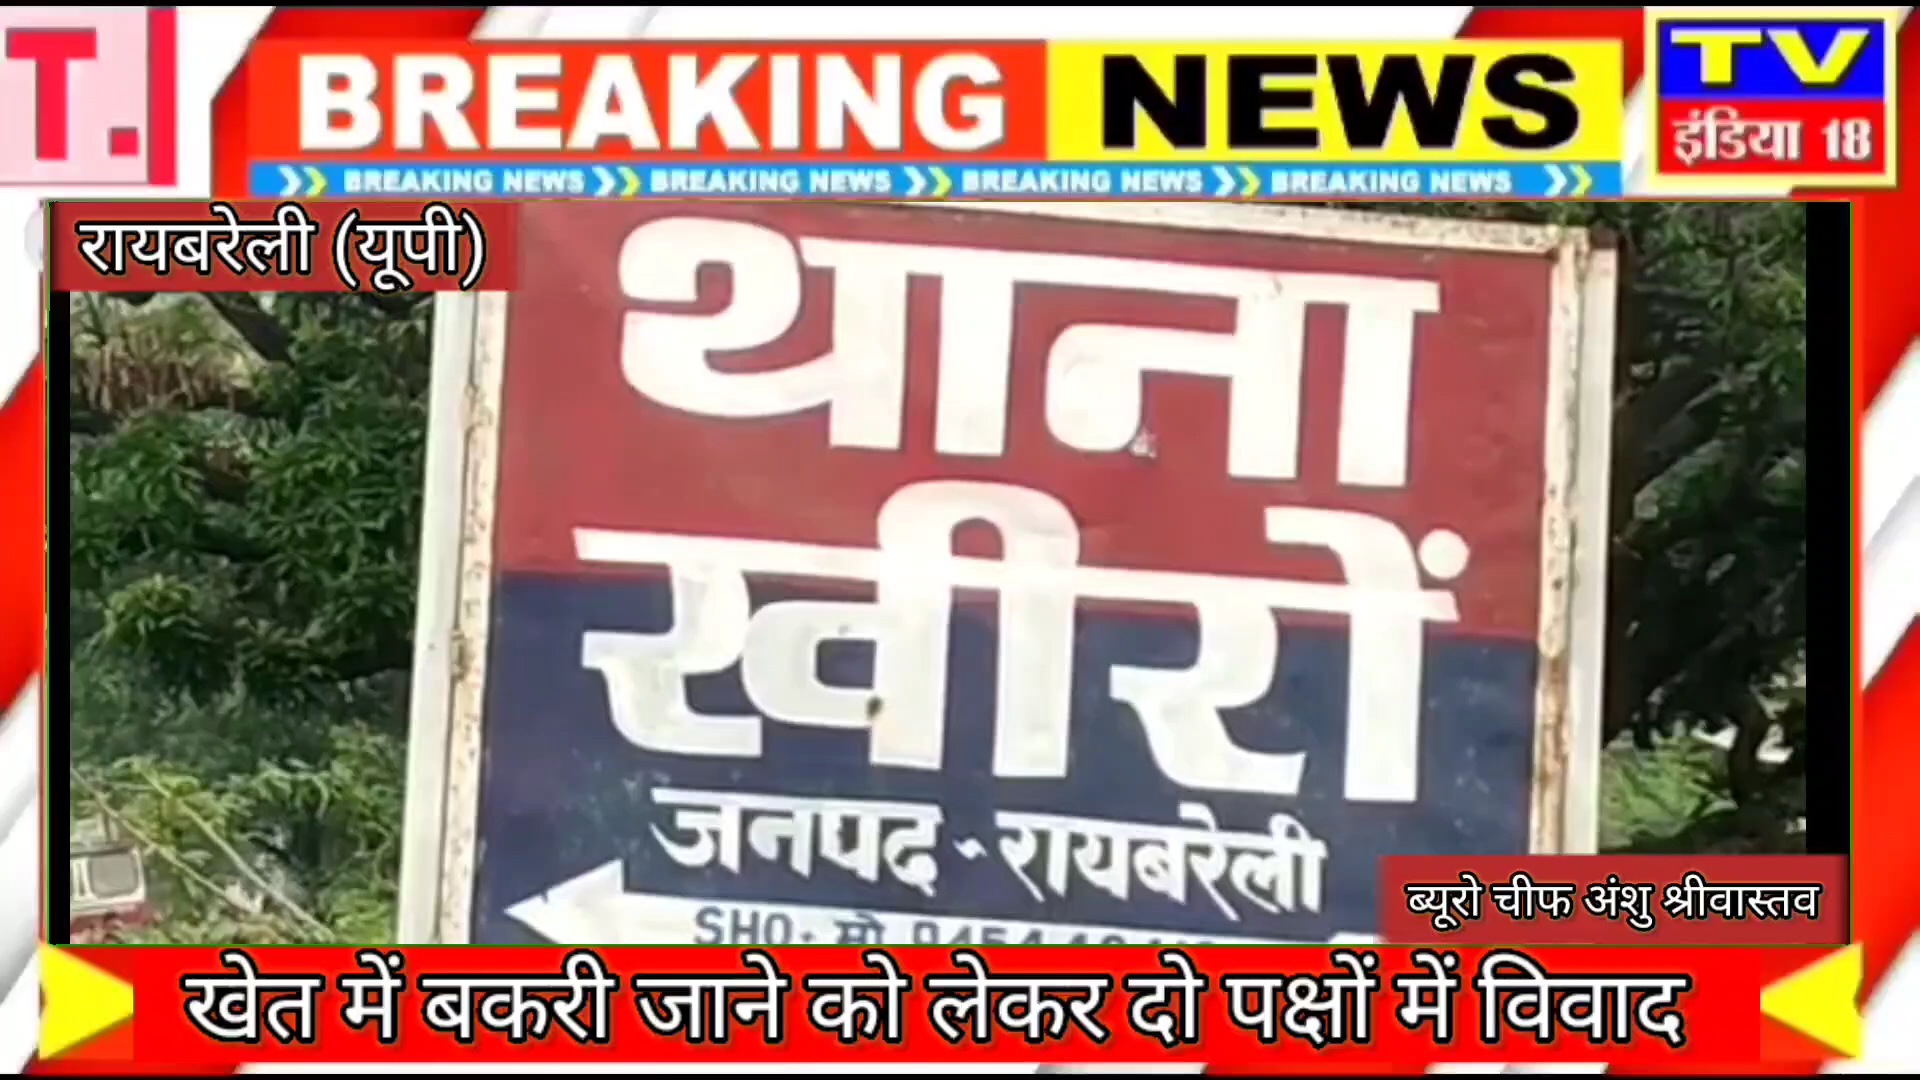 T.
BREAKING NEWS
TV
इंडिया 18
BREAKING NEWS BREAKING NEWS BREAKING NEWS BREAKING NEWS
रायबरेली (यूपी)
थाना
खीरों
जनपद - रायबरेली
SHO. मो.
ब्यूरो चीफ अंशु श्रीवास्तव
खेत में बकरी जाने को लेकर दो पक्षों में विवाद